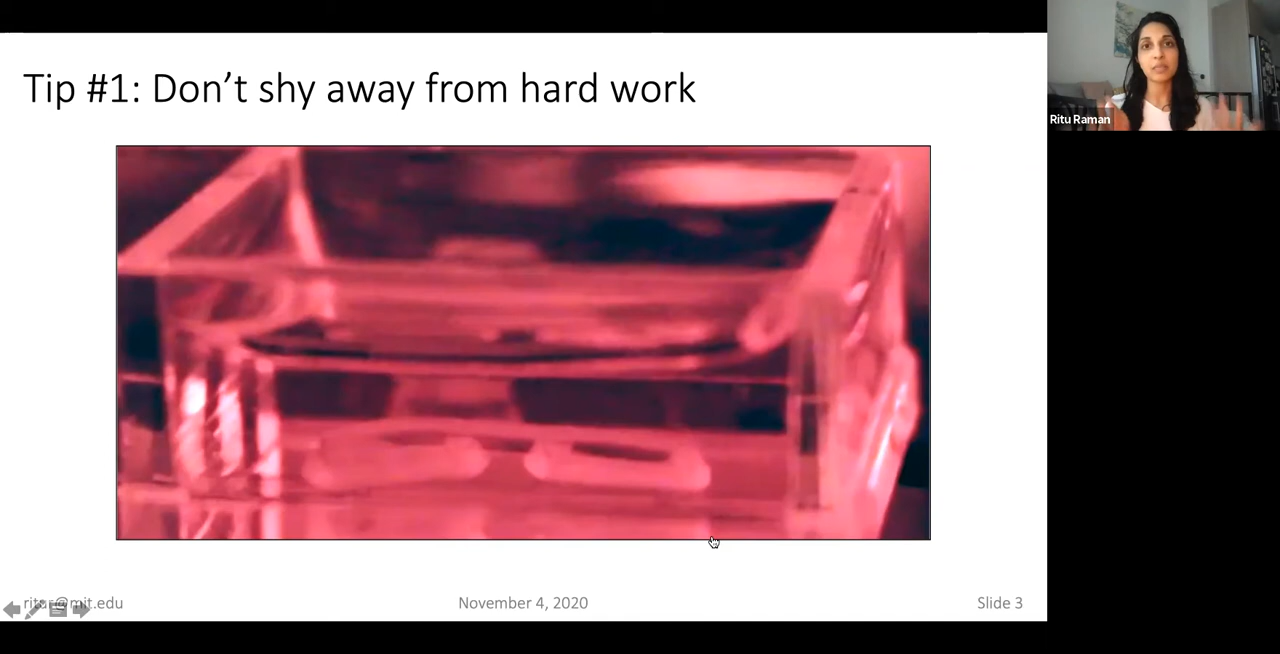 Tip #1: Don’t shy away from hard work
Ritu Raman
November 4, 2020
Slide 3